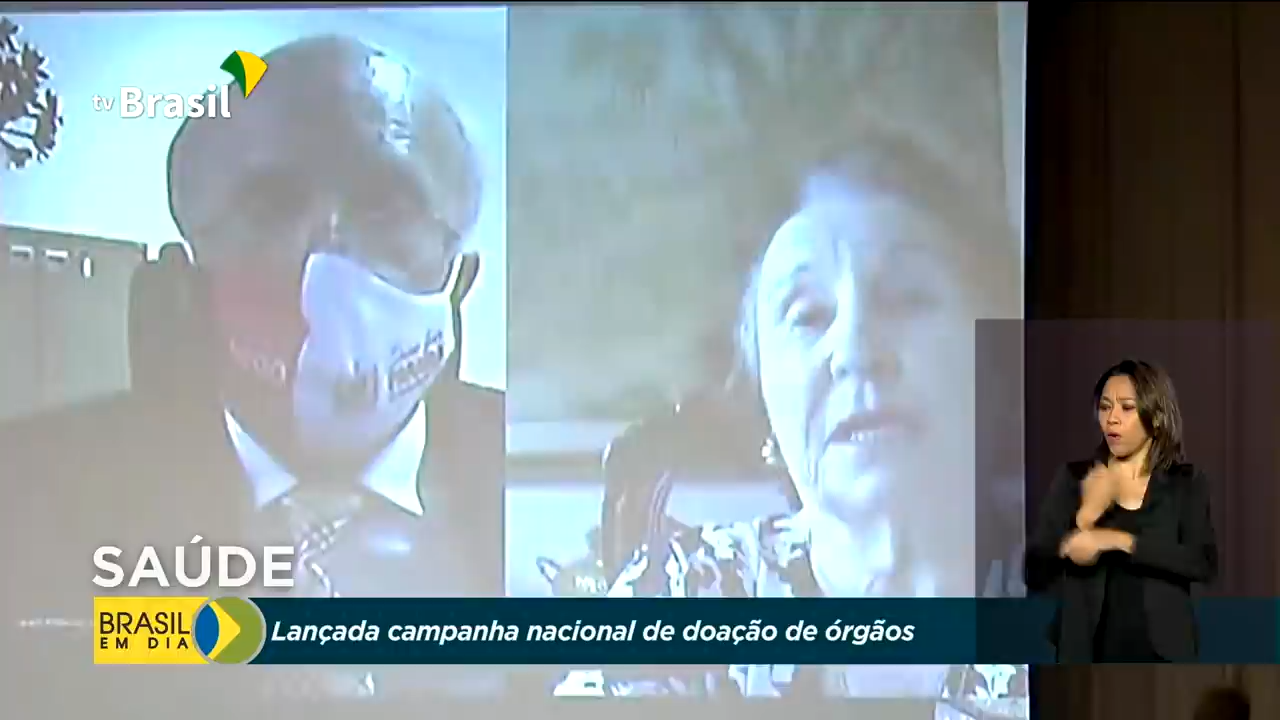 tv Brasil
SAÚDE
BRASIL
EM DIA
Lançada campanha nacional de doação de órgãos